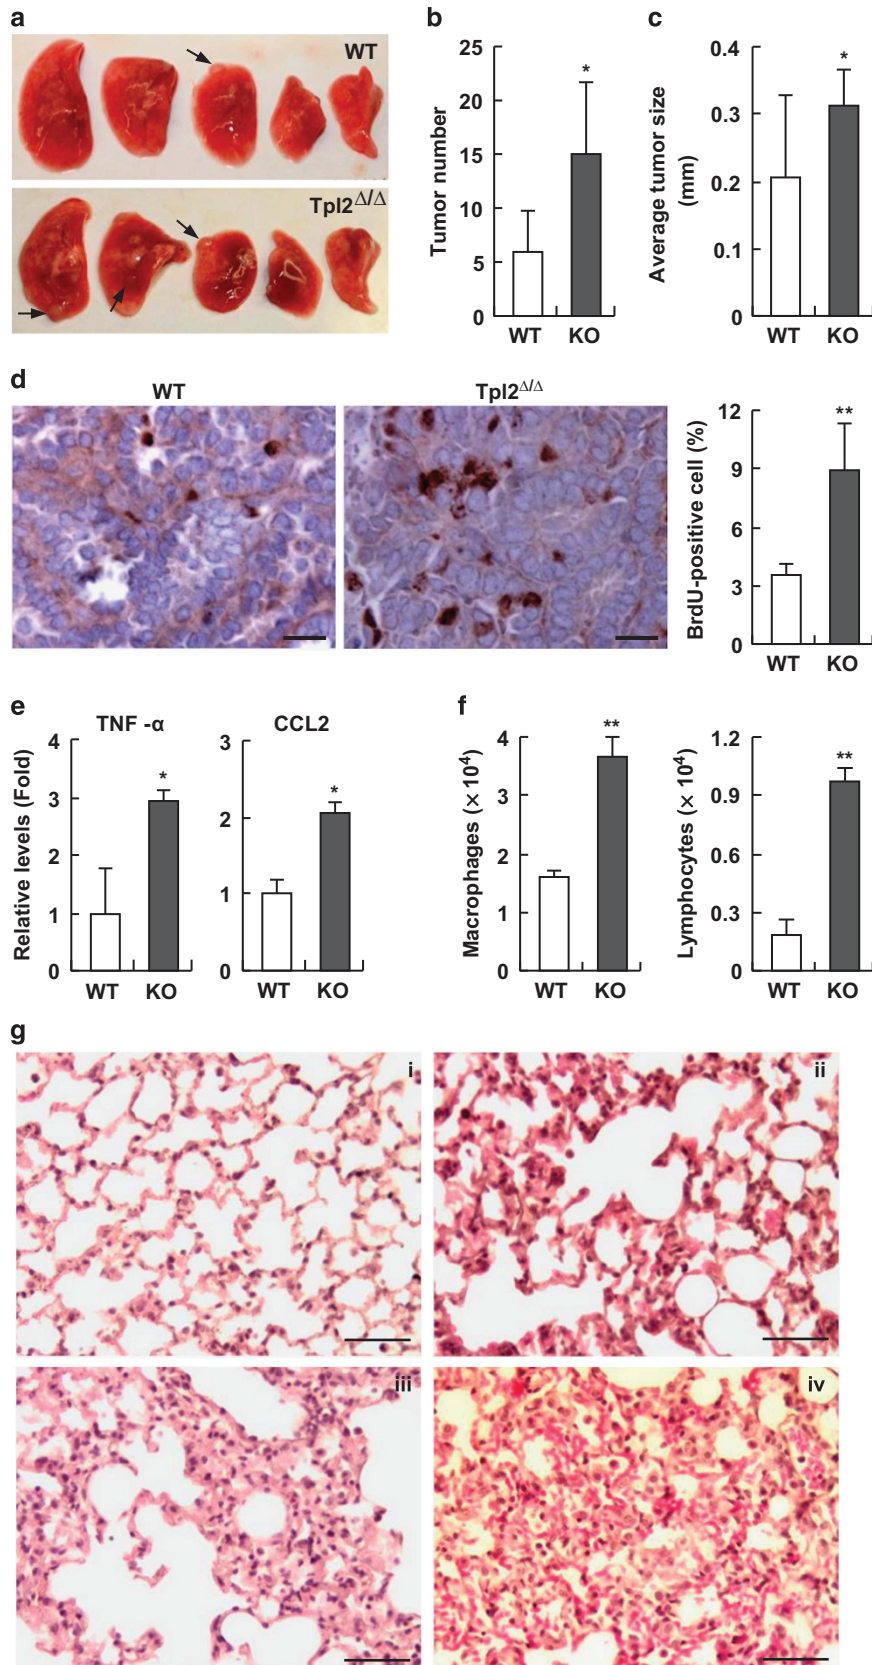 a
WT
Tpl2Δ/Δ
b
Tumor number
25
20
15
10
5
0
*
WT KO
c
Average tumor size
(mm)
0.4
0.3
0.2
0.1
0
*
WT KO
d
WT
Tpl2Δ/Δ
BrdU-positive cell (%)
12
9
6
3
0
**
WT KO
e
TNF -α
Relative levels (Fold)
4
3
2
1
0
*
WT KO
CCL2
3
2
1
0
*
WT KO
f
Macrophages (× 10⁴)
4
3
2
1
0
**
WT KO
Lymphocytes (× 10⁴)
1.2
0.9
0.6
0.3
0
**
WT KO
g
i
ii
iii
iv